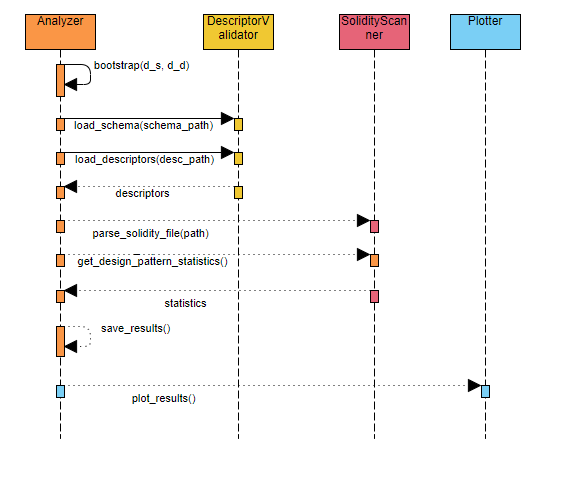 Analyzer
DescriptorV
alidator
SolidityScan
ner
Plotter
bootstrap(d_s, d_d)
load_schema(schema_path)
load_descriptors(desc_path)
descriptors
parse_solidity_file(path)
get_design_pattern_statistics()
statistics
save_results()
plot_results()